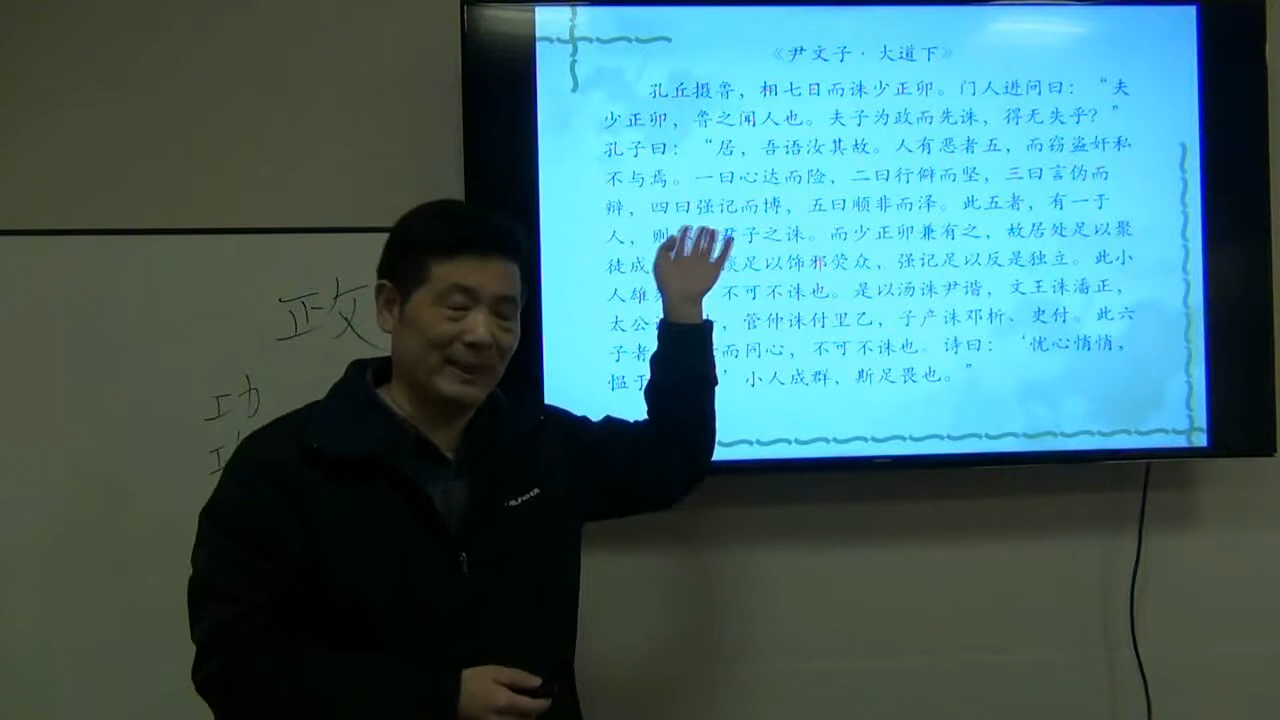 《尹文子·大道下》
孔丘摄鲁，相七日而诛少正卯。门人进问曰：“夫
少正卯，鲁之闻人也。夫子为政而先诛，得无失乎？”
孔子曰：“居，吾语汝其故。人有恶者五，而窃盗奸私
不与焉。一曰心达而险，二曰行僻而坚，三曰言伪而
辩，四曰强记而博，五曰顺非而泽。此五者，有一于
人，则 君子之诛。而少正卯兼有之，故居处足以聚
徒成 谈足以饰邪荧众，强记足以反是独立。此小
人雄 不可不诛也。是以汤诛尹谐，文王诛潘正，
太公 管仲诛付里乙，子产诛邓析、史付。此六
子者 而同心，不可不诛也。诗曰：‘忧心悄悄，
愠于 ’小人成群，斯足畏也。”
政
功